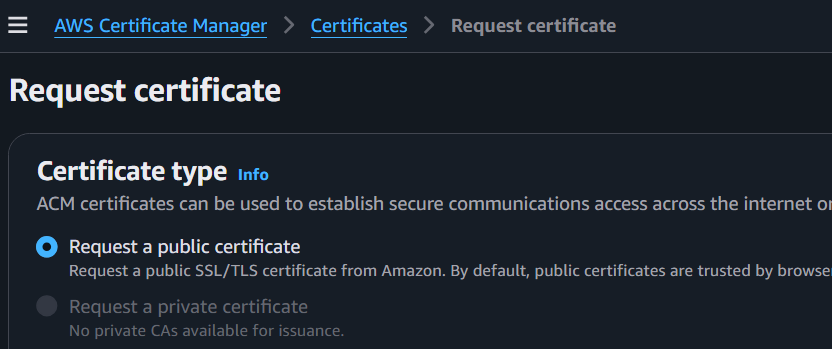 AWS Certificate Manager > Certificates > Request certificate
Request certificate
Certificate type Info
ACM certificates can be used to establish secure communications access across the internet or
Request a public certificate
Request a public SSL/TLS certificate from Amazon. By default, public certificates are trusted by browse
Request a private certificate
No private CAs available for issuance.